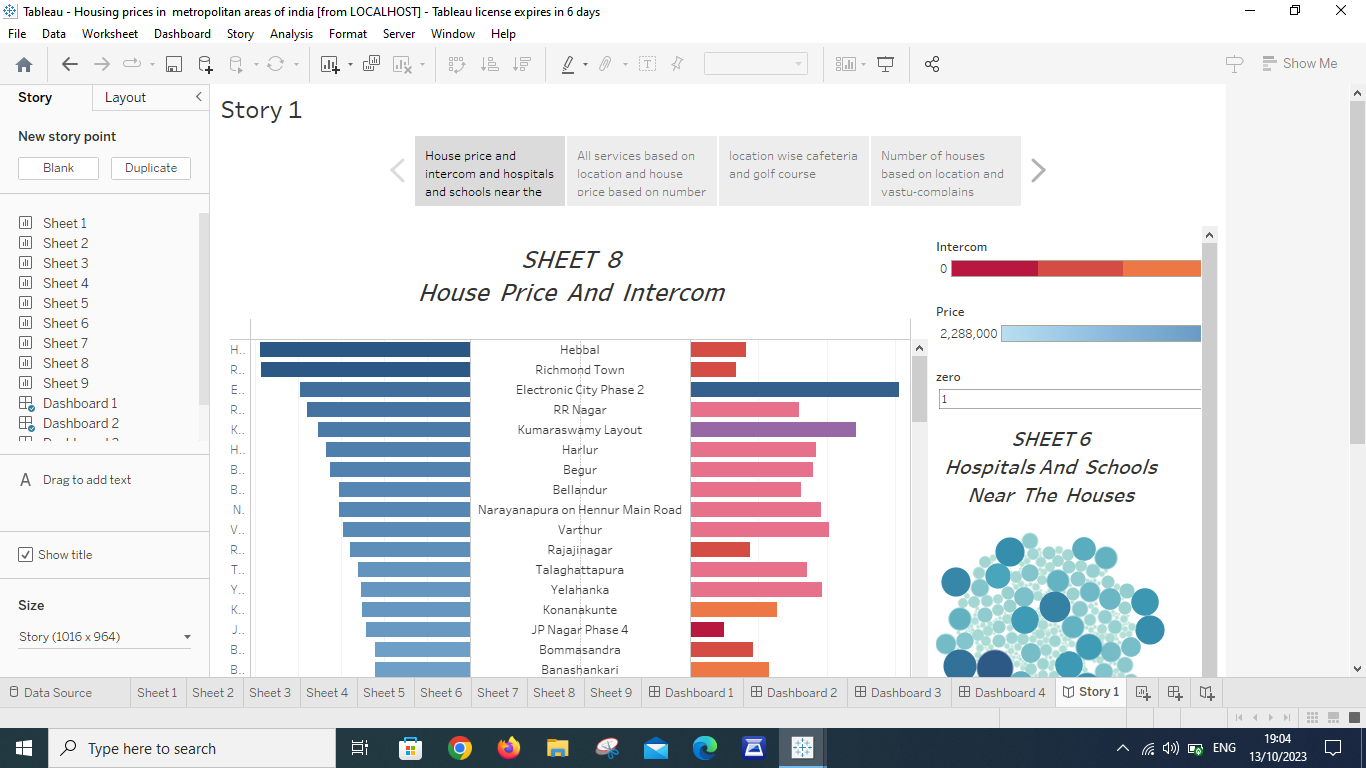 Tableau - Housing prices in  metropolitan areas of india [from LOCALHOST] - Tableau license expires in 6 days
File Data Worksheet Dashboard Story Analysis Format Server Window Help
Show Me
Story Layout
New story point
Blank Duplicate
Sheet 1
Sheet 2
Sheet 3
Sheet 4
Sheet 5
Sheet 6
Sheet 7
Sheet 8
Sheet 9
Dashboard 1
Dashboard 2
A Drag to add text
Show title
Size
Story (1016 x 964)
Story 1
House price and
intercom and hospitals
and schools near the
All services based on
location and house
price based on number
location wise cafeteria
and golf course
Number of houses
based on location and
vastu-complains
SHEET 8
House Price And Intercom
H.. Hebbal
R.. Richmond Town
E.. Electronic City Phase 2
R.. RR Nagar
K.. Kumaraswamy Layout
H.. Harlur
B.. Begur
B.. Bellandur
N. Narayanapura on Hennur Main Road
V.. Varthur
R.. Rajajinagar
T.. Talaghattapura
Y.. Yelahanka
K.. Konanakunte
J.. JP Nagar Phase 4
B.. Bommasandra
B.. Banashankari
Intercom
0
Price
2,288,000
zero
1
SHEET 6
Hospitals And Schools
Near The Houses
Data Source Sheet 1 Sheet 2 Sheet 3 Sheet 4 Sheet 5 Sheet 6 Sheet 7 Sheet 8 Sheet 9 Dashboard 1 Dashboard 2 Dashboard 3 Dashboard 4 Story 1
Type here to search
ENG
19:04
13/10/2023